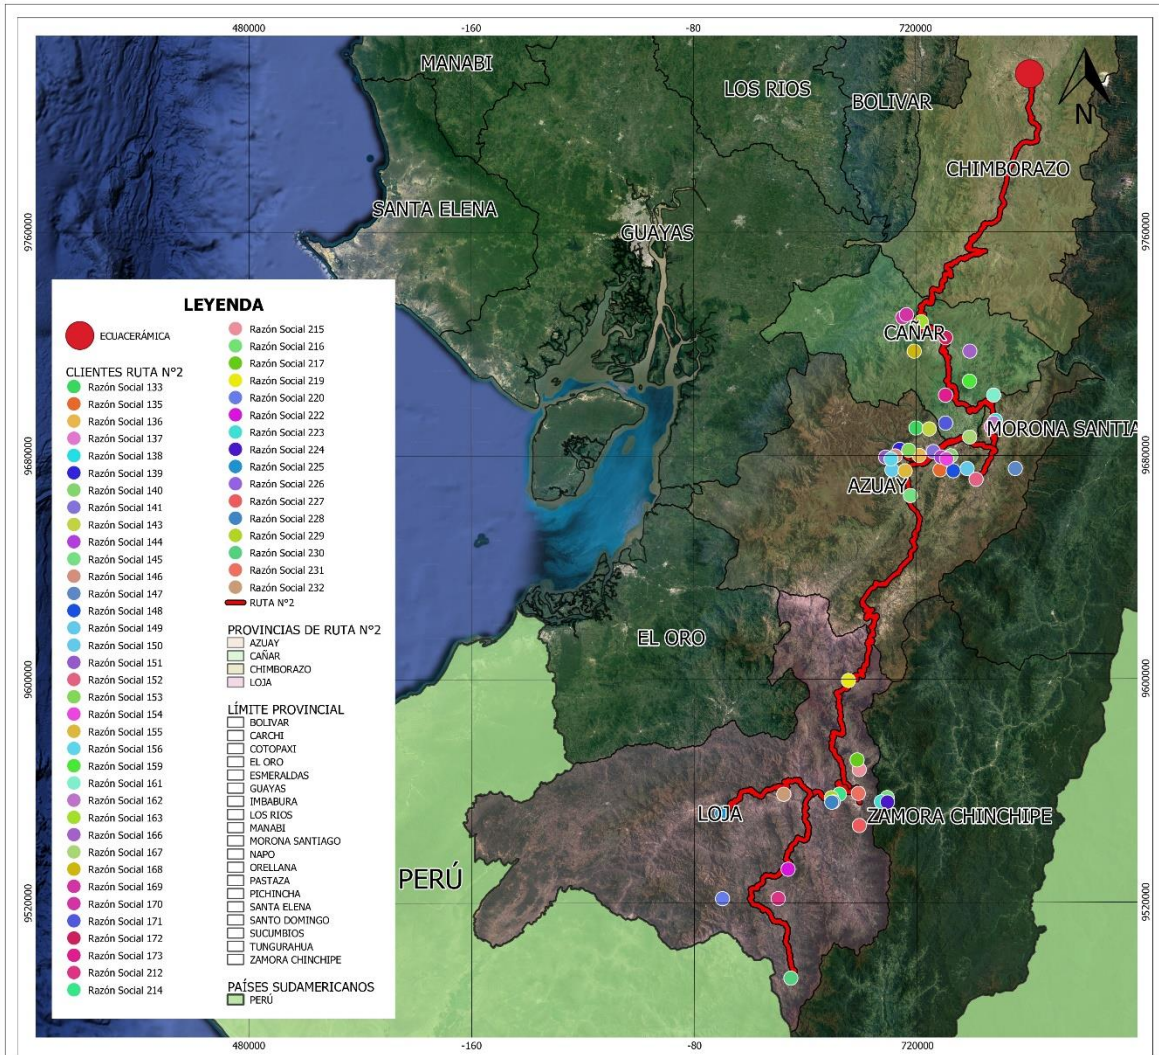 480000
-160
-80
720000
MANABI
LOS RIOS
BOLIVAR
N
CHIMBORAZO
SANTA ELENA
GUAYAS
9760000
9760000
CAÑAR
MORONA SANTIA
9680000
9680000
AZUAY
EL ORO
9600000
9600000
LOJA
ZAMORA CHINCHIPE
PERÚ
9520000
9520000
480000
-160
-80
720000
LEYENDA
ECUACERÁMICA
CLIENTES RUTA N°2
Razón Social 133
Razón Social 135
Razón Social 136
Razón Social 137
Razón Social 138
Razón Social 139
Razón Social 140
Razón Social 141
Razón Social 143
Razón Social 144
Razón Social 145
Razón Social 146
Razón Social 147
Razón Social 148
Razón Social 149
Razón Social 150
Razón Social 151
Razón Social 152
Razón Social 153
Razón Social 154
Razón Social 155
Razón Social 156
Razón Social 159
Razón Social 161
Razón Social 162
Razón Social 163
Razón Social 166
Razón Social 167
Razón Social 168
Razón Social 169
Razón Social 170
Razón Social 171
Razón Social 172
Razón Social 173
Razón Social 212
Razón Social 214
Razón Social 215
Razón Social 216
Razón Social 217
Razón Social 219
Razón Social 220
Razón Social 222
Razón Social 223
Razón Social 224
Razón Social 225
Razón Social 226
Razón Social 227
Razón Social 228
Razón Social 229
Razón Social 230
Razón Social 231
Razón Social 232
RUTA N°2
PROVINCIAS DE RUTA N°2
AZUAY
CAÑAR
CHIMBORAZO
LOJA
LÍMITE PROVINCIAL
BOLIVAR
CARCHI
COTOPAXI
EL ORO
ESMERALDAS
GUAYAS
IMBABURA
LOS RIOS
MANABI
MORONA SANTIAGO
NAPO
ORELLANA
PASTAZA
PICHINCHA
SANTA ELENA
SANTO DOMINGO
SUCUMBIOS
TUNGURAHUA
ZAMORA CHINCHIPE
PAÍSES SUDAMERICANOS
PERÚ